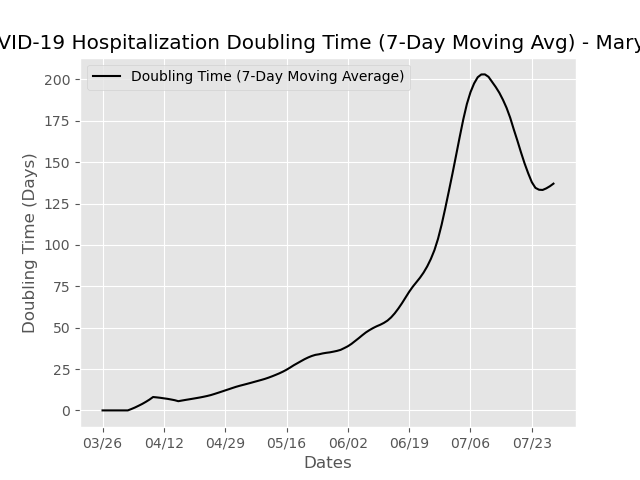 VID-19 Hospitalization Doubling Time (7-Day Moving Avg) - Mary
Doubling Time (7-Day Moving Average)
200
175
150
125
100
75
50
25
0
Doubling Time (Days)
03/26 04/12 04/29 05/16 06/02 06/19 07/06 07/23
Dates